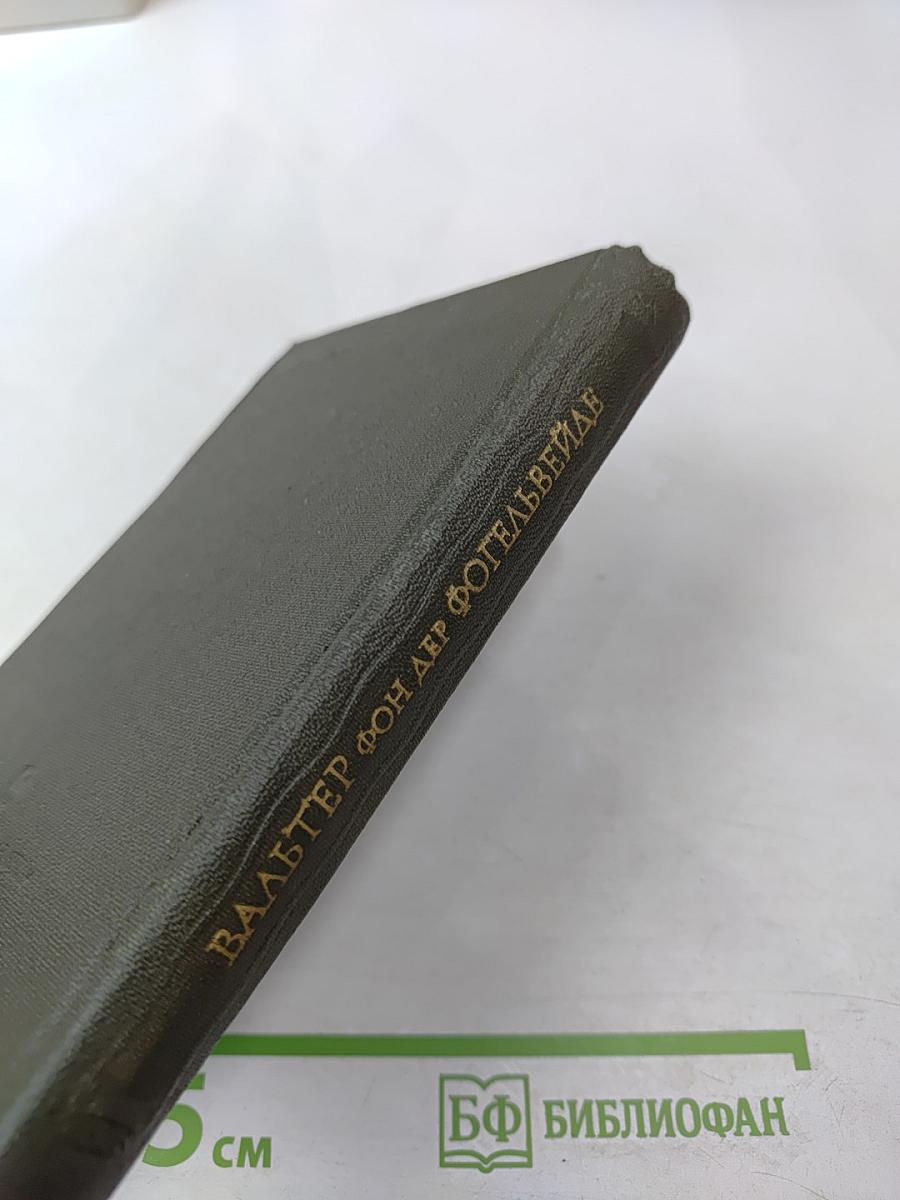 ВАЛЬТЕР ФОН ДЕР ФОГЕЛЬВЕЙДЕ
5 СМ
БФ БИБЛИОФАН